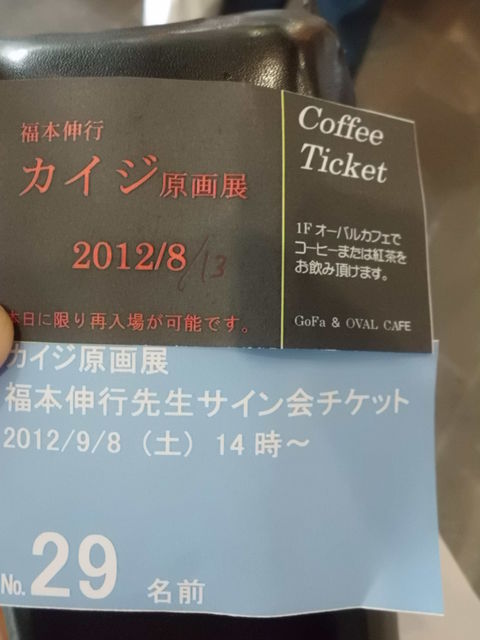 福本伸行
カイジ原画展
2012/8/13
本日に限り再入場が可能です。
Coffee
Ticket
1F オーバルカフェで
コーヒーまたは紅茶を
お飲み頂けます。
GoFa & OVAL CAFE
カイジ原画展
福本伸行先生サイン会チケット
2012/9/8（土）14時～
No.29 名前